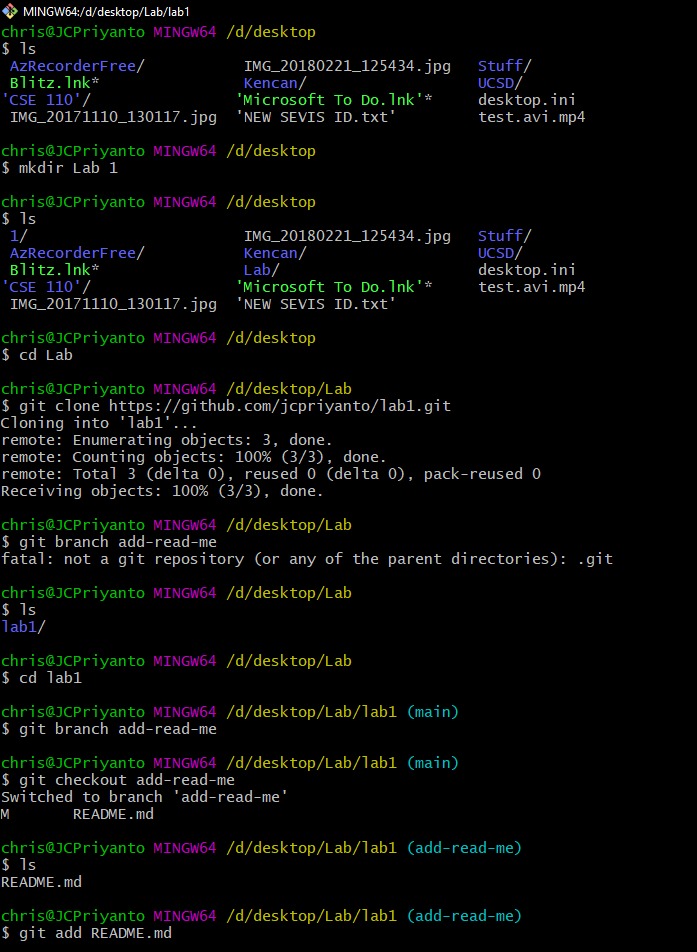 MINGW64:/d/desktop/Lab/lab1
chris@JCPriyanto MINGW64 /d/desktop
$ ls
 AzRecorderFree/           IMG_20180221_125434.jpg   Stuff/
 Blitz.lnk*                Kencan/                   UCSD/
'CSE 110'/                'Microsoft To Do.lnk'*     desktop.ini
 IMG_20171110_130117.jpg  'NEW SEVIS ID.txt'         test.avi.mp4

chris@JCPriyanto MINGW64 /d/desktop
$ mkdir Lab 1

chris@JCPriyanto MINGW64 /d/desktop
$ ls
 1/                        IMG_20180221_125434.jpg   Stuff/
 AzRecorderFree/           Kencan/                   UCSD/
 Blitz.lnk*                Lab/                      desktop.ini
'CSE 110'/                'Microsoft To Do.lnk'*     test.avi.mp4
 IMG_20171110_130117.jpg  'NEW SEVIS ID.txt'

chris@JCPriyanto MINGW64 /d/desktop
$ cd Lab

chris@JCPriyanto MINGW64 /d/desktop/Lab
$ git clone https://github.com/jcpriyanto/lab1.git
Cloning into 'lab1'...
remote: Enumerating objects: 3, done.
remote: Counting objects: 100% (3/3), done.
remote: Total 3 (delta 0), reused 0 (delta 0), pack-reused 0
Receiving objects: 100% (3/3), done.

chris@JCPriyanto MINGW64 /d/desktop/Lab
$ git branch add-read-me
fatal: not a git repository (or any of the parent directories): .git

chris@JCPriyanto MINGW64 /d/desktop/Lab
$ ls
lab1/

chris@JCPriyanto MINGW64 /d/desktop/Lab
$ cd lab1

chris@JCPriyanto MINGW64 /d/desktop/Lab/lab1 (main)
$ git branch add-read-me

chris@JCPriyanto MINGW64 /d/desktop/Lab/lab1 (main)
$ git checkout add-read-me
Switched to branch 'add-read-me'
M       README.md

chris@JCPriyanto MINGW64 /d/desktop/Lab/lab1 (add-read-me)
$ ls
README.md

chris@JCPriyanto MINGW64 /d/desktop/Lab/lab1 (add-read-me)
$ git add README.md